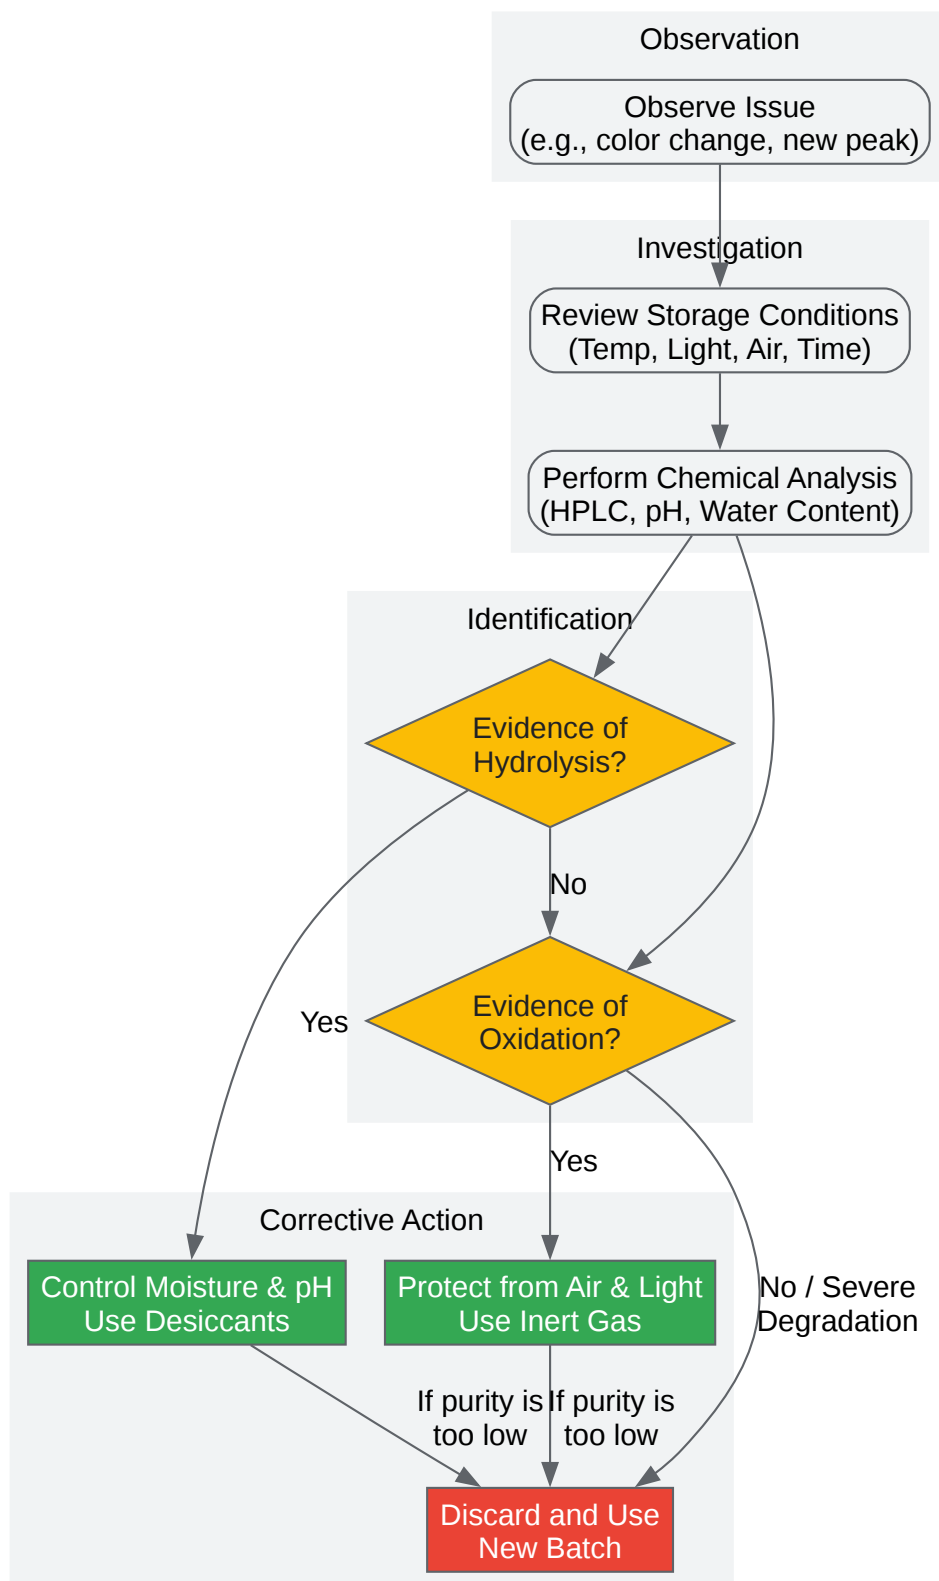 Observation
Observe Issue
(e.g., color change, new peak)
Investigation
Review Storage Conditions
(Temp, Light, Air, Time)
Perform Chemical Analysis
(HPLC, pH, Water Content)
Identification
Evidence of
Hydrolysis?
No
Evidence of
Oxidation?
Yes
Yes
Corrective Action
Control Moisture & pH
Use Desiccants
Protect from Air & Light
Use Inert Gas
No / Severe
Degradation
If purity is
too low
If purity is
too low
Discard and Use
New Batch